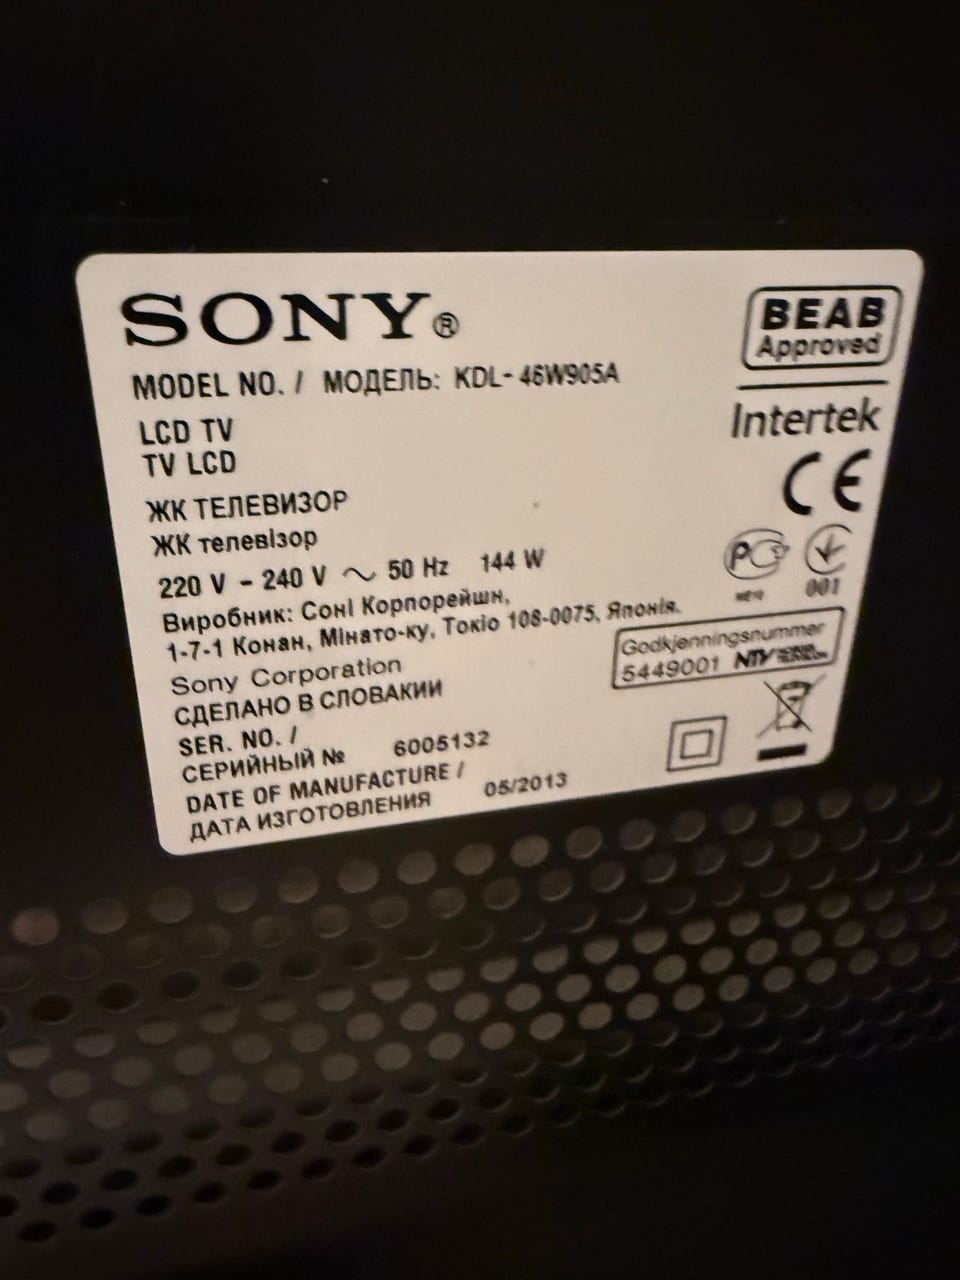 SONY®
BEAB
Approved
MODEL NO. / МОДЕЛЬ: KDL-46W905A
Intertek
LCD TV
TV LCD
CE
ЖК ТЕЛЕВИЗОР
ЖК телевізор
220 V - 240 V ~ 50 Hz 144 W
001
Виробник: Соні Корпорейшн,
1-7-1 Конан, Мінато-ку, Токіо 108-0075, Японія.
Godkjenningsnummer
5449001 NTV
Sony Corporation
СДЕЛАНО В СЛОВАКИИ
SER. NO. /
СЕРИЙНЫЙ № 6005132
DATE OF MANUFACTURE /
ДАТА ИЗГОТОВЛЕНИЯ 05/2013